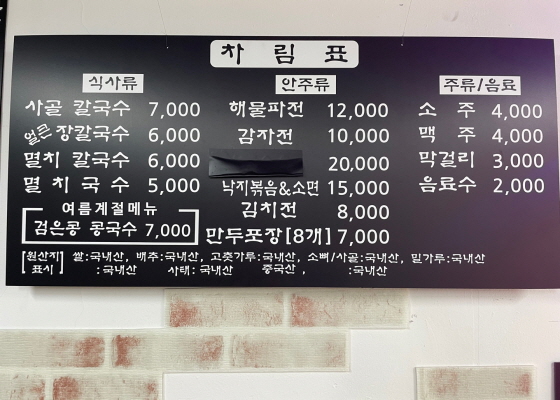 차 림 표
식사류
사골 칼국수 7,000
얼큰장칼국수 6,000
멸치 칼국수 6,000
멸치국수 5,000
여름계절메뉴
검은콩 콩국수 7,000
안주류
해물파전 12,000
감자전 10,000
20,000
낙지볶음&소면 15,000
김치전 8,000
만두포장[8개] 7,000
주류/음료
소 주 4,000
맥 주 4,000
막걸리 3,000
음료수 2,000
[원산지 표시] 쌀:국내산, 배추:국내산, 고춧가루:국내산, 소뼈/사골:국내산, 밀가루:국내산
:국내산 사태: 국내산 중국산, :국내산